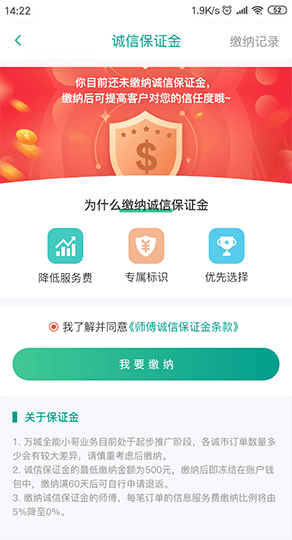 14:22
1.9K/s
52
诚信保证金
缴纳记录
你目前还未缴纳诚信保证金，
缴纳后可提高客户对您的信任度哦~
为什么缴纳诚信保证金
降低服务费
专属标识
优先选择
我了解并同意《师傅诚信保证金条款》
我要缴纳
关于保证金
1. 万城全能小哥业务目前处于起步推广阶段，各城市订单数量多
少会有较大差异，请慎重考虑后缴纳。
2. 诚信保证金的最低缴纳金额为500元，缴纳后即冻结在账户钱
包中，缴纳满60天后可自行申请退返。
3. 缴纳诚信保证金的师傅，每笔订单的信息服务费缴纳比例将由
5%降至0%。